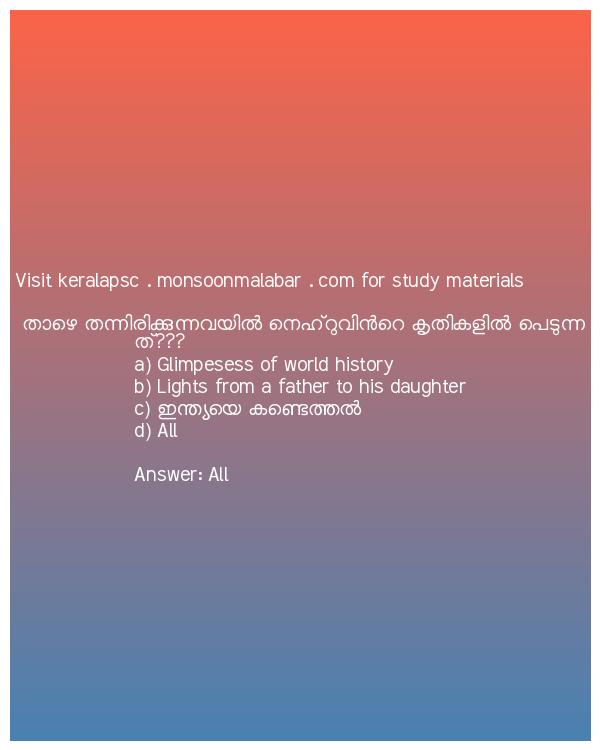 Visit keralapsc . monsoonmalabar . com for study materials
താഴെ തന്നിരിക്കുന്നവയിൽ നെഹ്റുവിൻറെ കൃതികളിൽ പെടുന്ന
ത്???
a) Glimpesess of world history
b) Lights from a father to his daughter
c) ഇന്ത്യയെ കണ്ടെത്തൽ
d) All
Answer: All